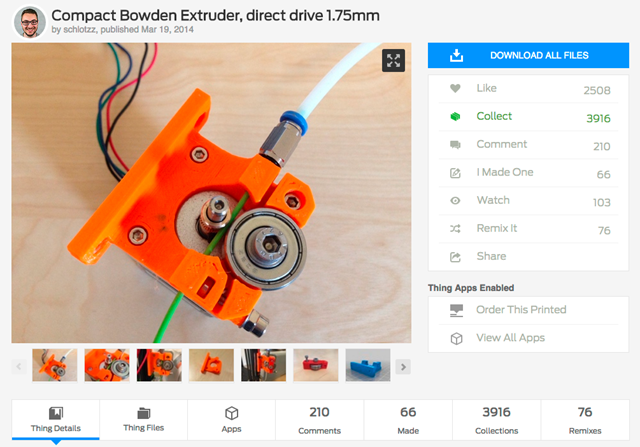 Compact Bowden Extruder, direct drive 1.75mm
by schlotzz, published Mar 19, 2014
DOWNLOAD ALL FILES
Like 2508
Collect 3916
Comment 210
I Made One 66
Watch 103
Remix It 76
Share
Thing Apps Enabled
Order This Printed
View All Apps
Thing Details
Thing Files
Apps
210
Comments
66
Made
3916
Collections
76
Remixes